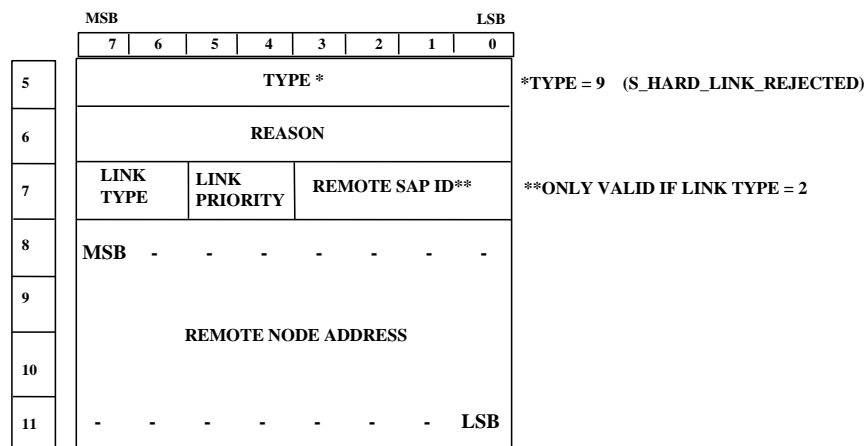 MSB LSB
7 6 5 4 3 2 1 0
5 TYPE * *TYPE = 9 (S_HARD_LINK_REJECTED)
6 REASON
LINK LINK
7 TYPE PRIORITY REMOTE SAP ID** **ONLY VALID IF LINK TYPE = 2
8 MSB - - - - - - -
9
REMOTE NODE ADDRESS
10
11 - - - - - - - LSB